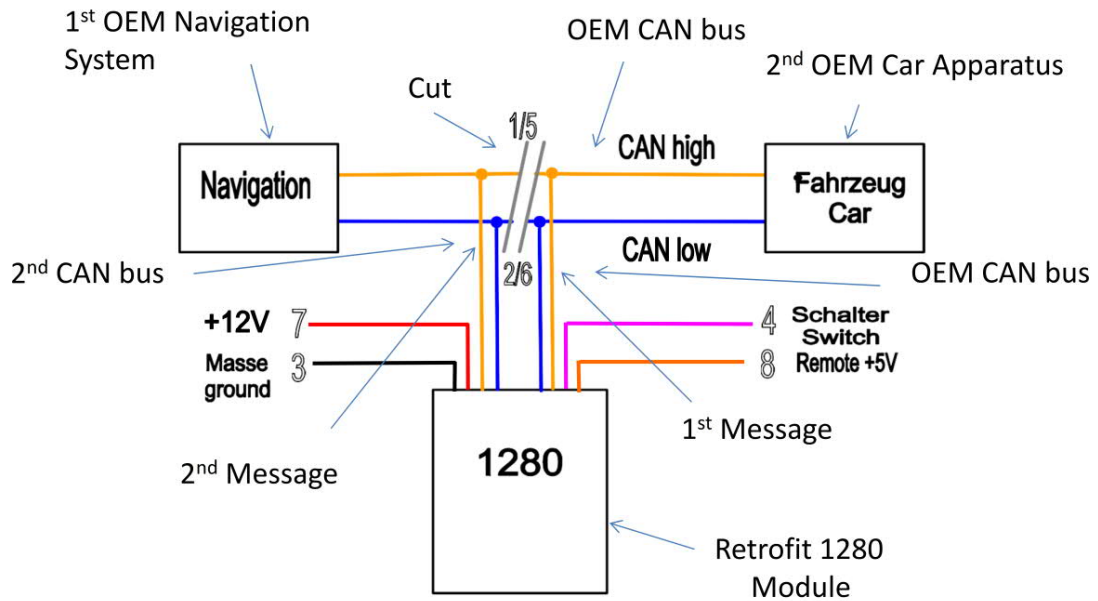 1st OEM Navigation
System
OEM CAN bus
2nd OEM Car Apparatus
Cut
1/5
CAN high
Navigation
Fahrzeug
Car
2nd CAN bus
2/6
CAN low
OEM CAN bus
+12V 7
4 Schalter
Switch
Masse
ground 3
8 Remote +5V
1st Message
2nd Message
1280
Retrofit 1280
Module